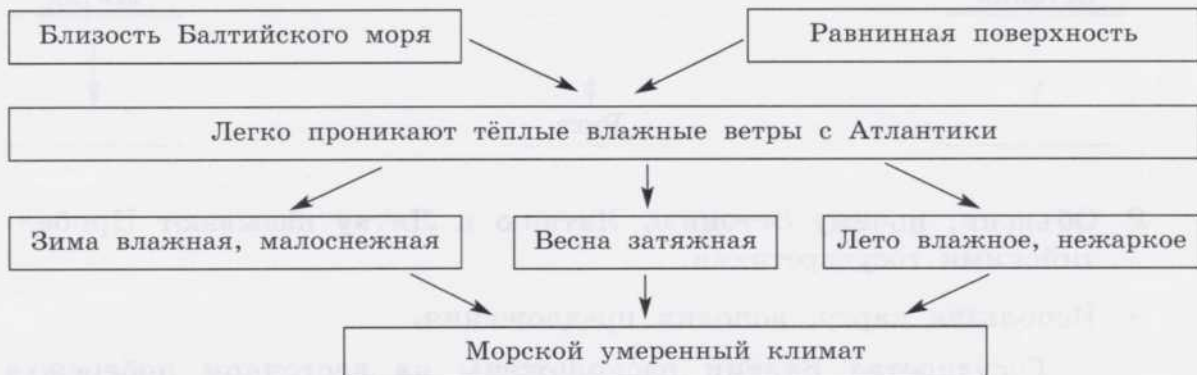 Близость Балтийского моря
Равнинная поверхность
Легко проникают тёплые влажные ветры с Атлантики
Зима влажная, малоснежная
Весна затяжная
Лето влажное, нежаркое
Морской умеренный климат